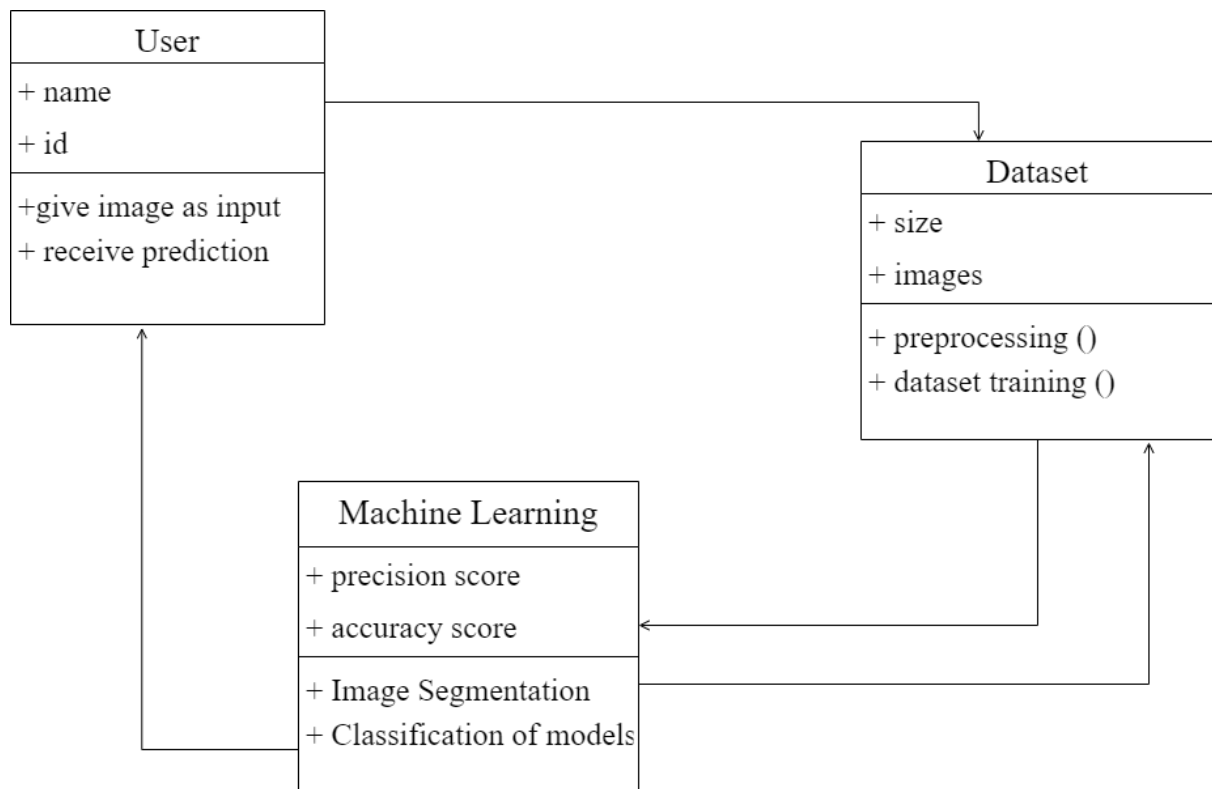 User
+ name
+ id
+give image as input
+ receive prediction
Dataset
+ size
+ images
+ preprocessing ()
+ dataset training ()
Machine Learning
+ precision score
+ accuracy score
+ Image Segmentation
+ Classification of models